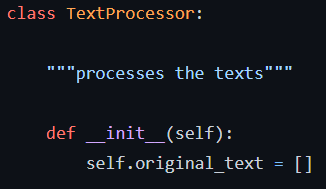 class TextProcessor:
    """processes the texts"""
    def __init__(self):
        self.original_text = []